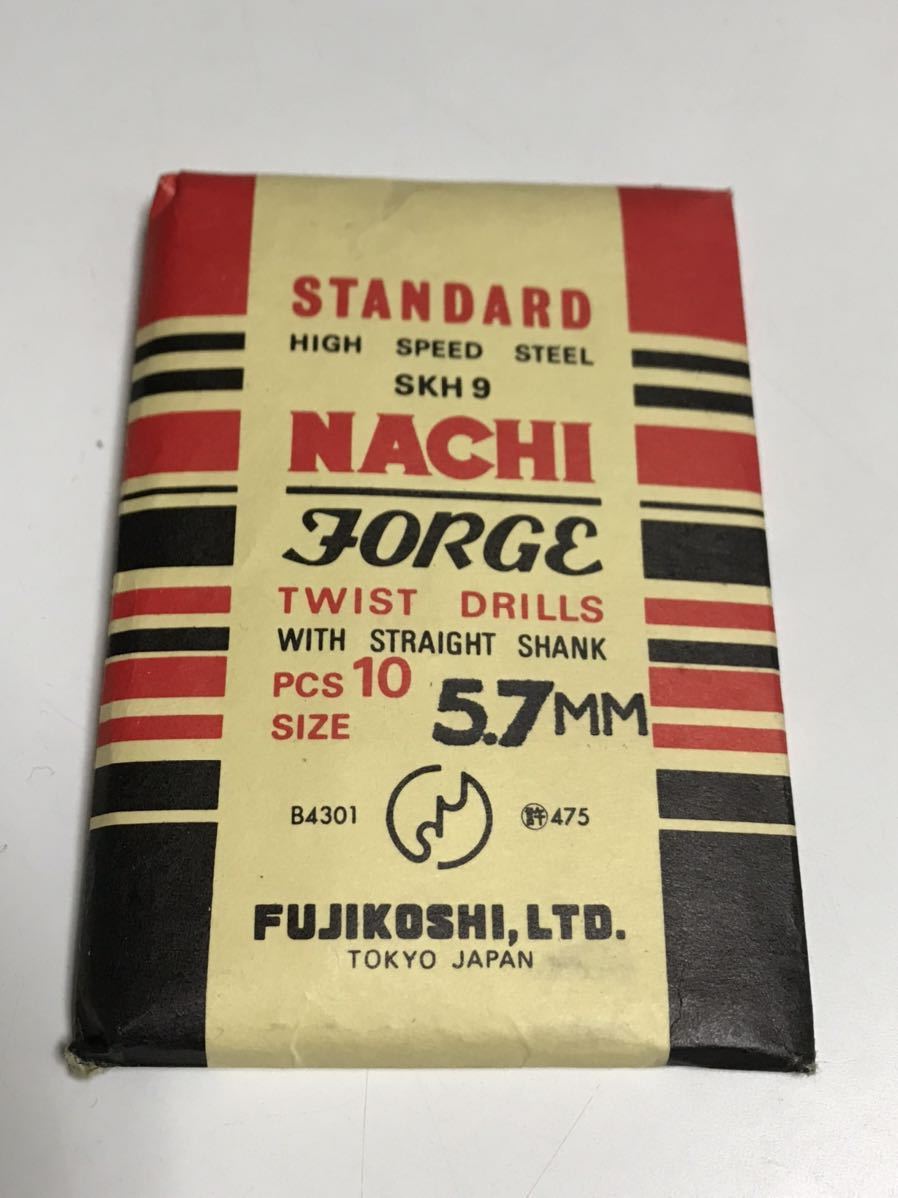 STANDARD
HIGH SPEED STEEL
SKH 9
NACHI
FORGE
TWIST DRILLS
WITH STRAIGHT SHANK
PCS 10
SIZE 5.7MM
B4301 ㊥475
FUJIKOSHI, LTD.
TOKYO JAPAN